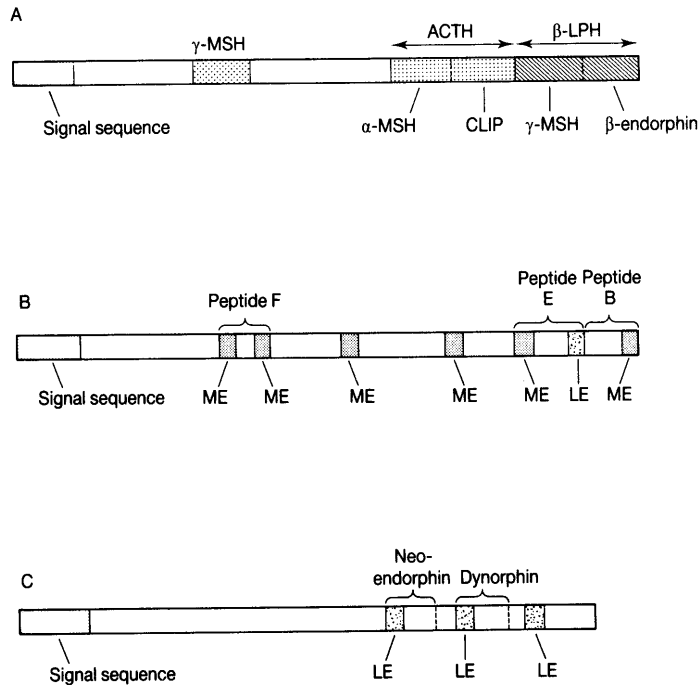 A
γ-MSH
ACTH
β-LPH
Signal sequence
α-MSH
CLIP
γ-MSH
β-endorphin
B
Peptide F
Peptide Peptide
E B
Signal sequence
ME
ME
ME
ME
ME
LE
ME
C
Neo-
endorphin
Dynorphin
Signal sequence
LE
LE
LE